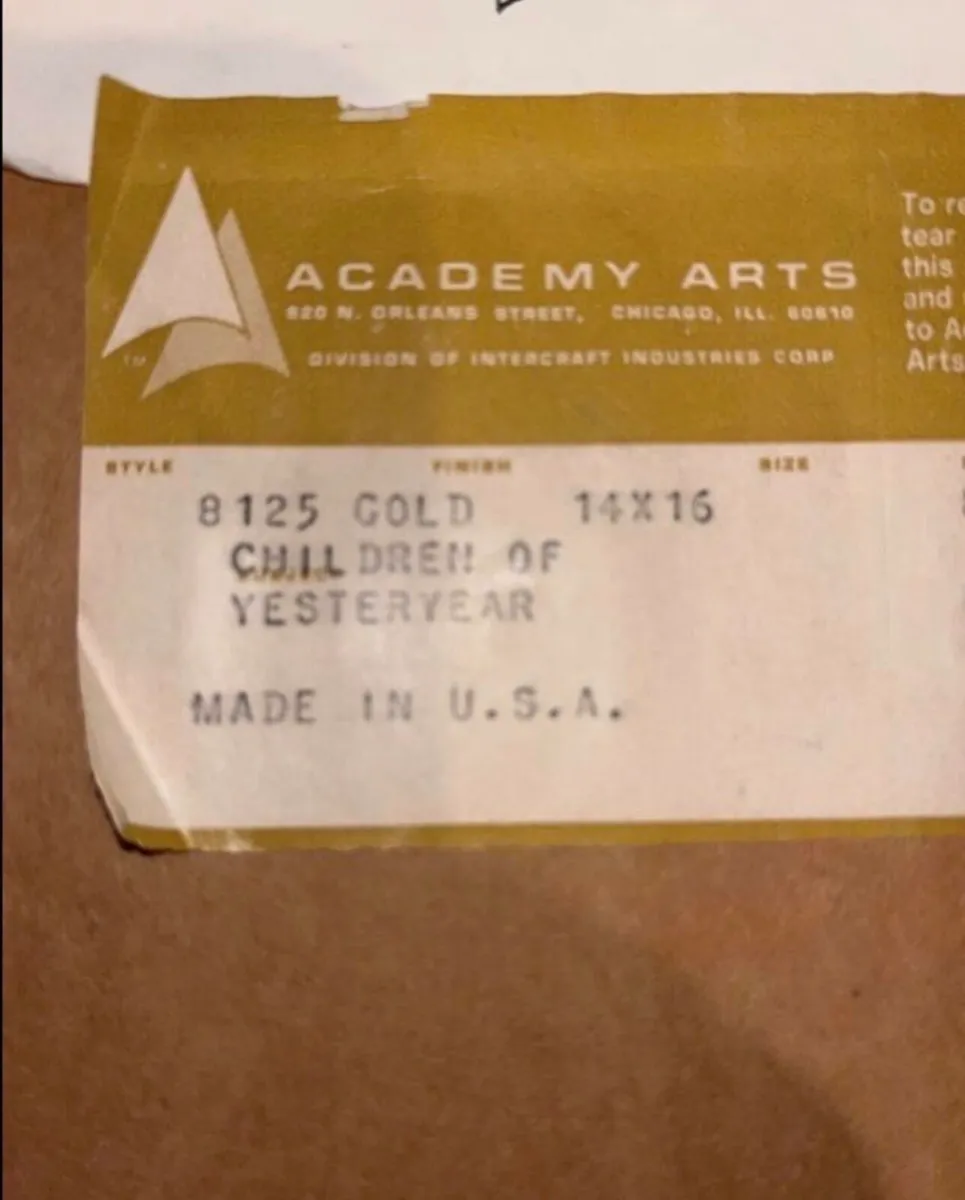 ACADEMY ARTS
820 N. ORLEANS STREET, CHICAGO, ILL. 60610
DIVISION OF INTERCRAFT INDUSTRIES CORP
TM
To re
tear
this
and
to A
Arts
STYLE FINISH SIZE
8125 GOLD 14X16
CHILDREN OF
YESTERYEAR
MADE IN U.S.A.